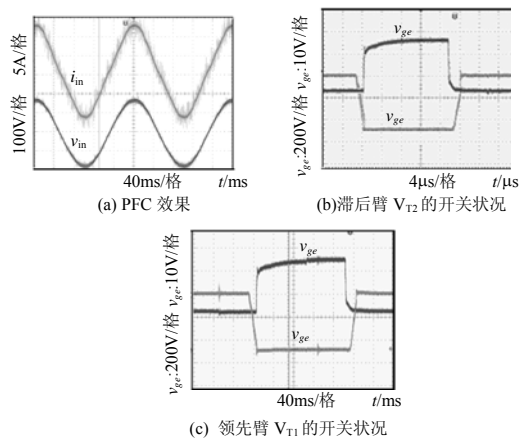 5A/格
100V/格
i_in
v_in
40ms/格 t/ms
(a) PFC 效果
v_ge:10V/格
v_ge:200V/格
v_ge
v_ge
4μs/格 t/μs
(b)滞后臂 V_T2 的开关状况
v_ge:10V/格
v_ge:200V/格
v_ge
v_ge
40ms/格 t/ms
(c) 领先臂 V_T1 的开关状况